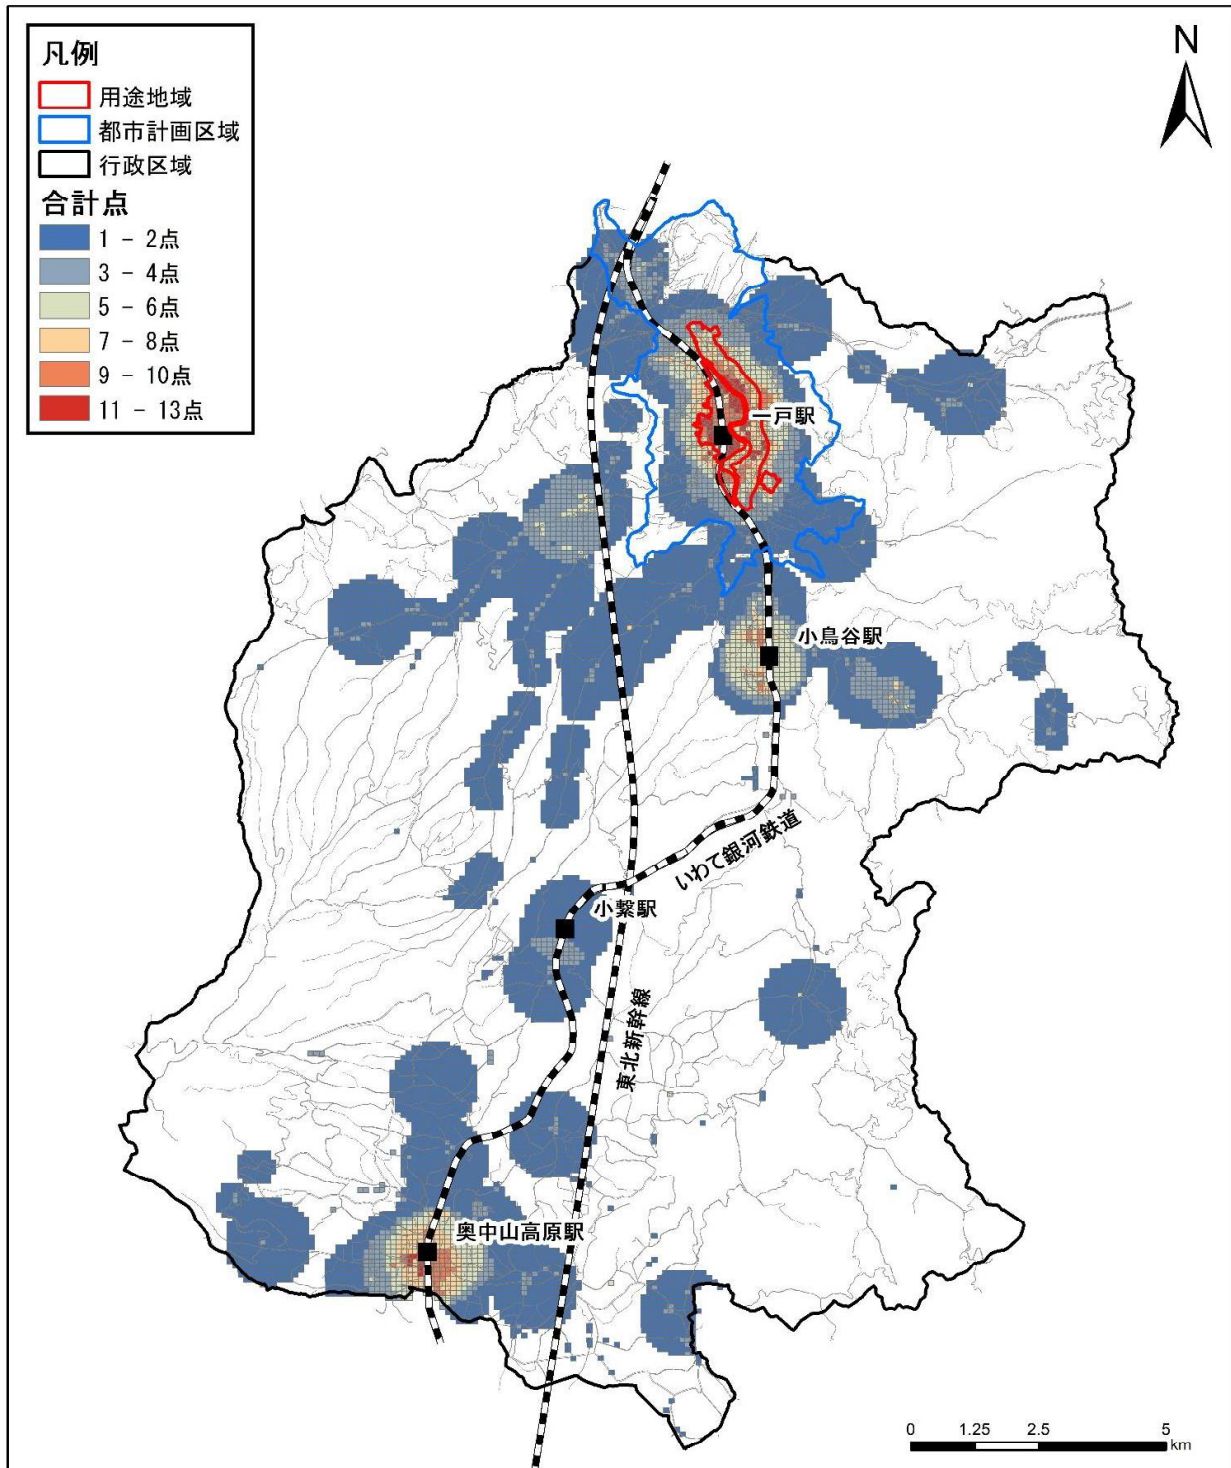 凡例
用途地域
都市計画区域
行政区域
合計点
1 - 2点
3 - 4点
5 - 6点
7 - 8点
9 - 10点
11 - 13点
N
一戸駅
小鳥谷駅
いわて銀河鉄道
小繋駅
東北新幹線
奥中山高原駅
0 1.25 2.5 5
km